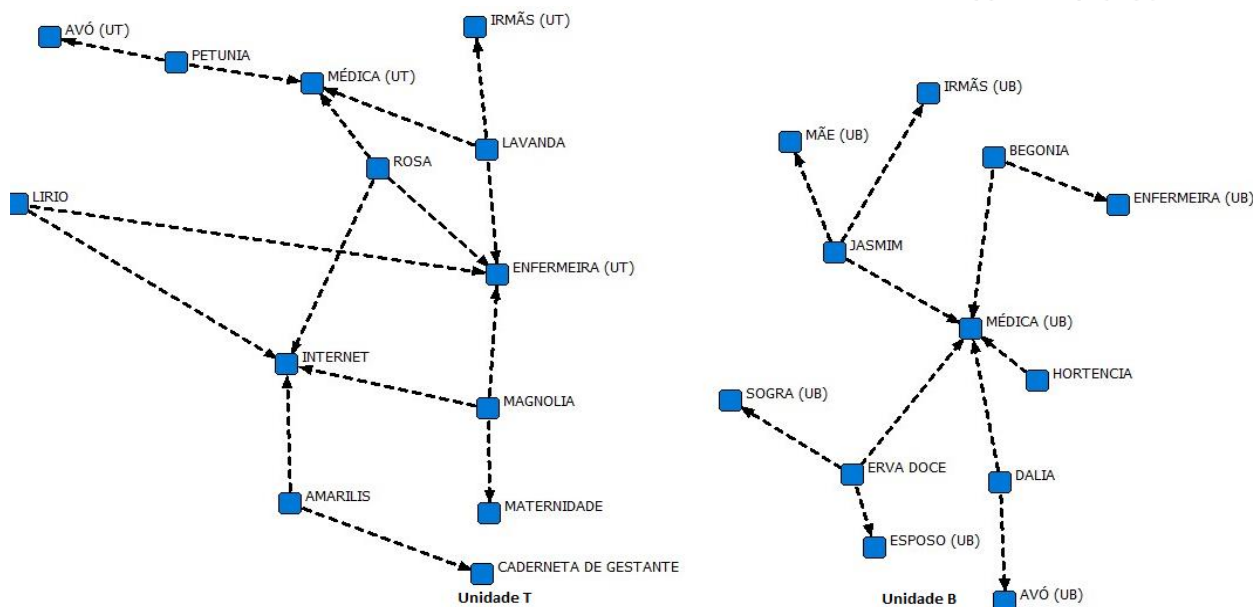 AVÓ (UT)
PETUNIA
MÉDICA (UT)
IRMÃS (UT)
LAVANDA
ROSA
LIRIO
ENFERMEIRA (UT)
INTERNET
MAGNOLIA
AMARILIS
MATERNIDADE
CADERNETA DE GESTANTE
Unidade T
IRMÃS (UB)
MÃE (UB)
BEGONIA
ENFERMEIRA (UB)
JASMIM
MÉDICA (UB)
HORTENCIA
SOGRA (UB)
ERVA DOCE
DALIA
ESPOSO (UB)
AVÓ (UB)
Unidade B